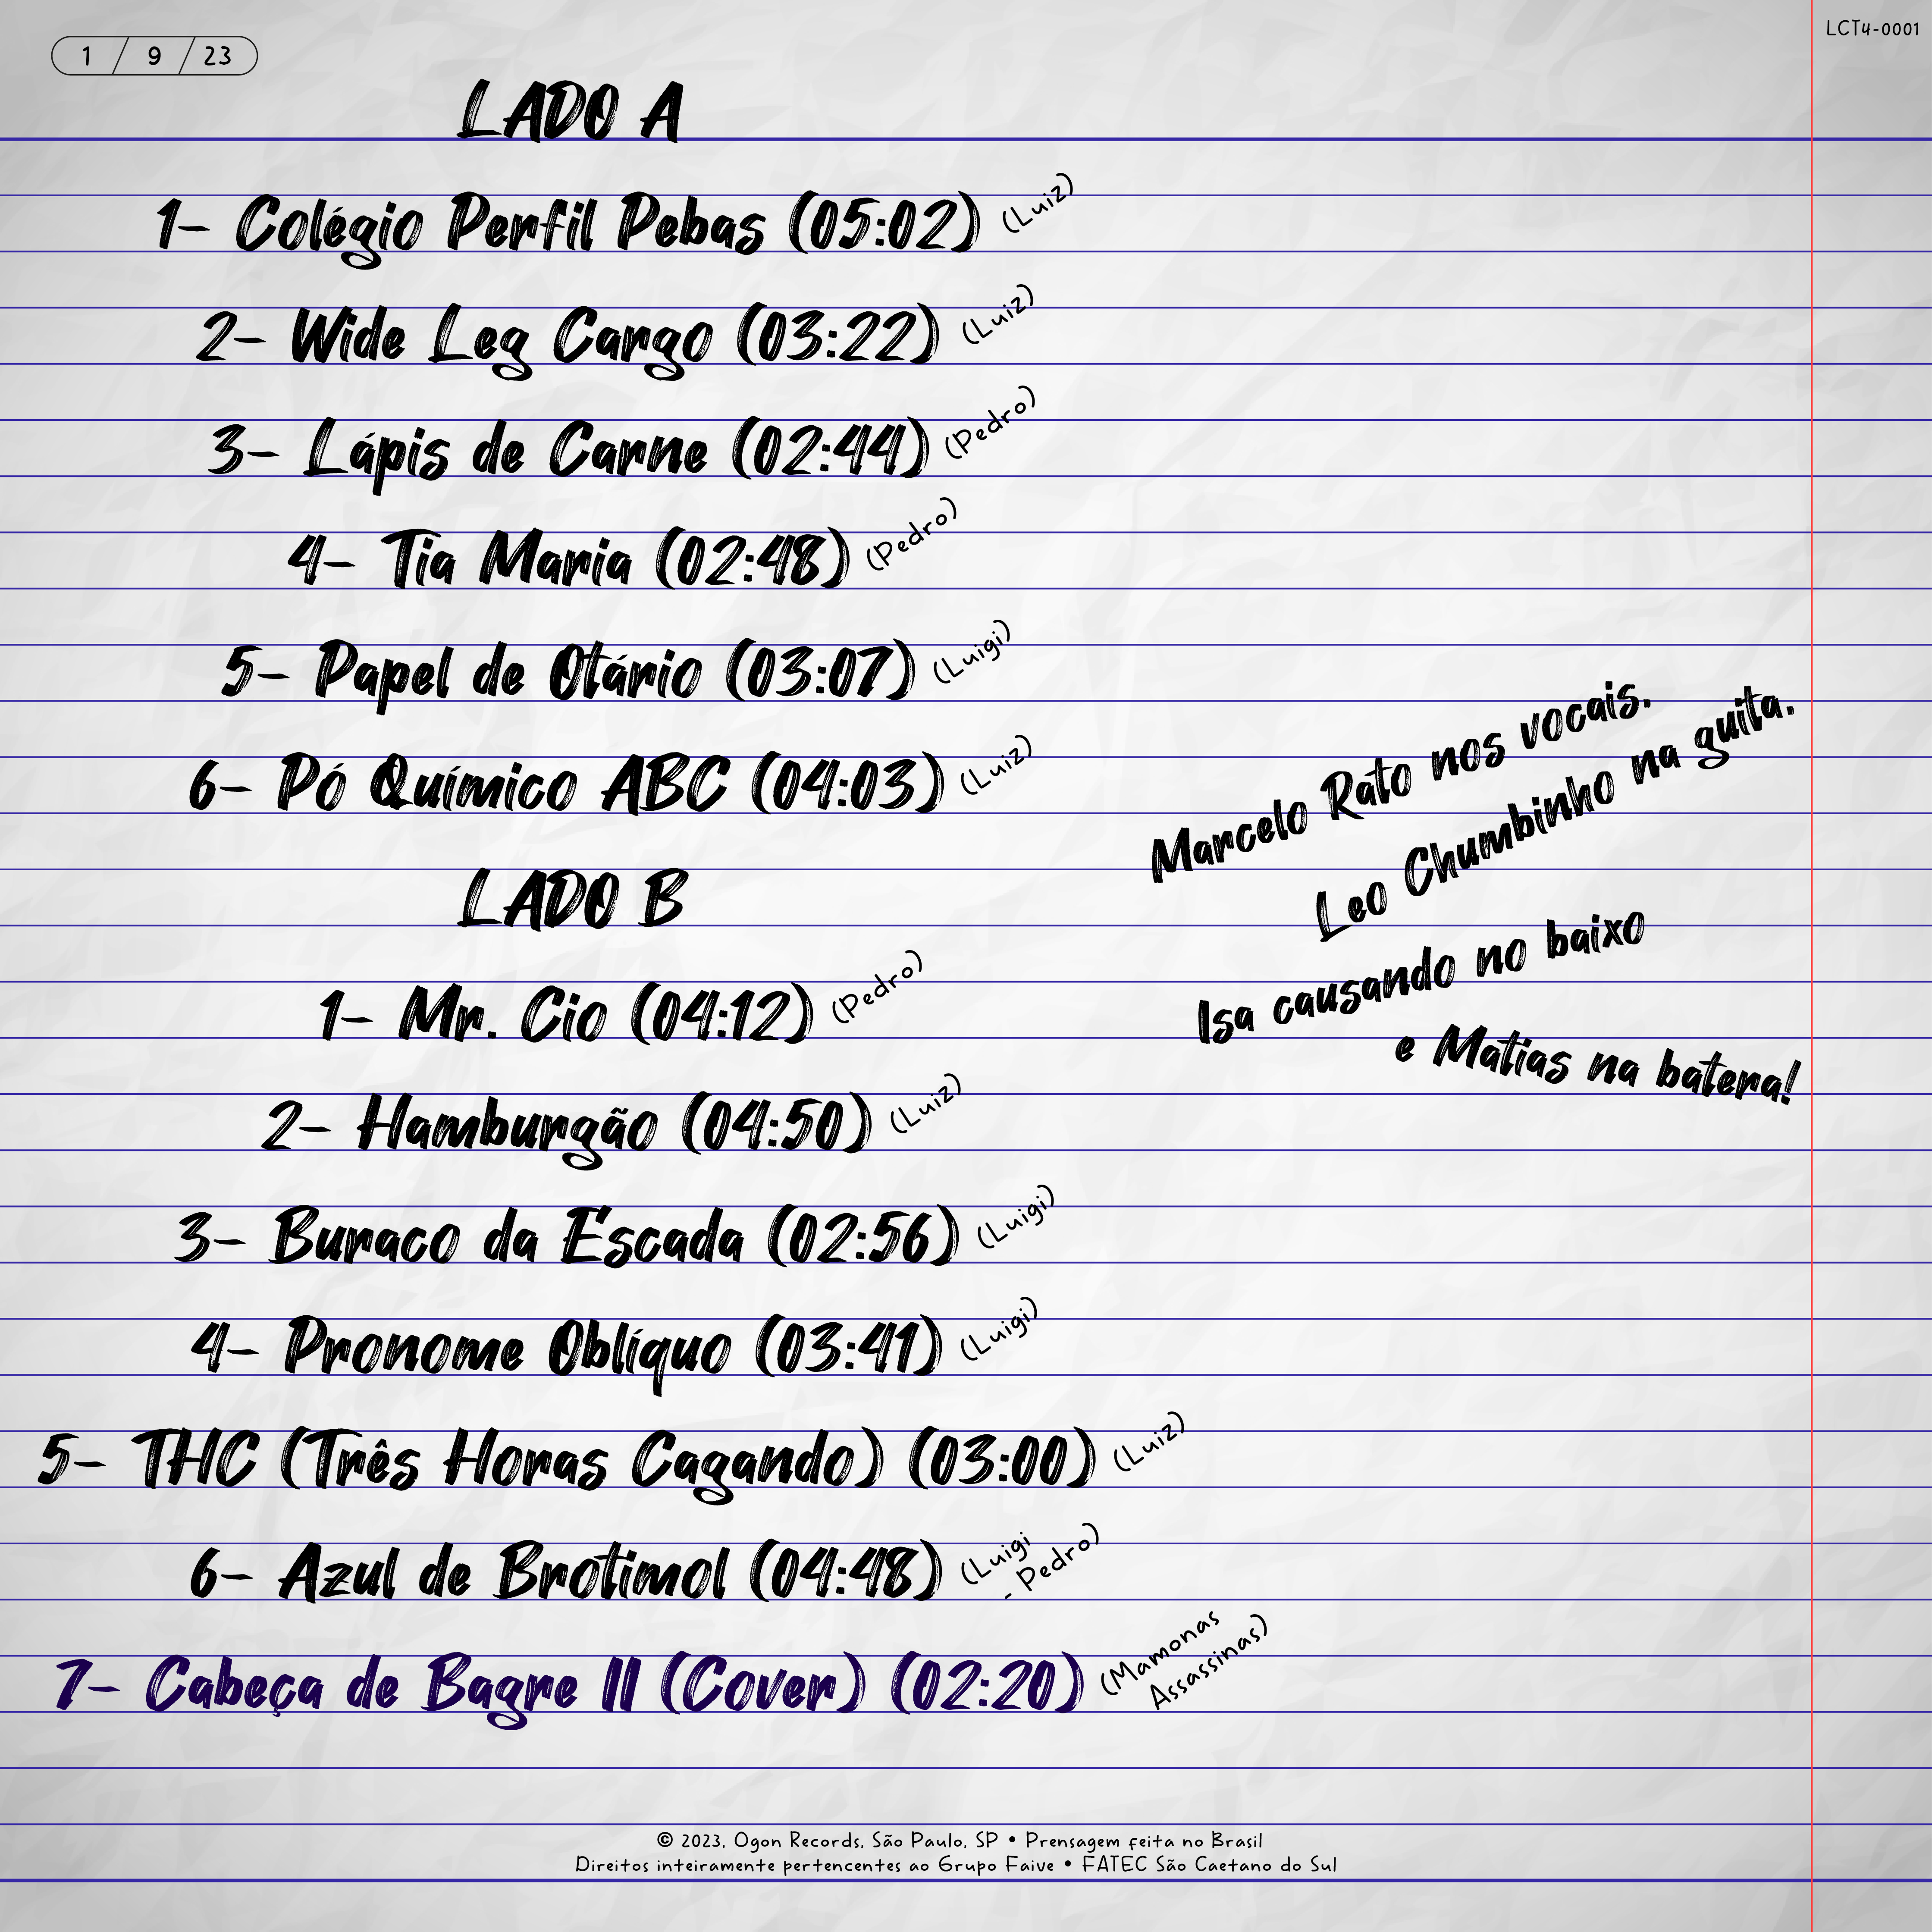 1 / 9 / 23
LCT4-0001
LADO A
1- Colégio Perfil Pebas (05:02) (Luiz)
2- Wide Leg Cargo (03:22) (Luiz)
3- Lápis de Carne (02:44) (Pedro)
4- Tia Maria (02:48) (Pedro)
5- Papel de Otário (03:07) (Luigi)
6- Pó Químico ABC (04:03) (Luiz)
LADO B
1- Mr. Cio (04:12) (Pedro)
2- Hamburgão (04:50) (Luiz)
3- Buraco da Escada (02:56) (Luigi)
4- Pronome Oblíquo (03:41) (Luigi)
5- THC (Três Horas Cagando) (03:00) (Luiz)
6- Azul de Brotimol (04:48) (Luigi
- Pedro)
7- Cabeça de Bagre II (Cover) (02:20) (Mamonas
Assassinas)
Marcelo Rato nos vocais.
Leo Chumbinho na guita.
Isa causando no baixo
e Matias na batera!
© 2023, Ogon Records, São Paulo, SP • Prensagem feita no Brasil
Direitos inteiramente pertencentes ao Grupo Faive • FATEC São Caetano do Sul